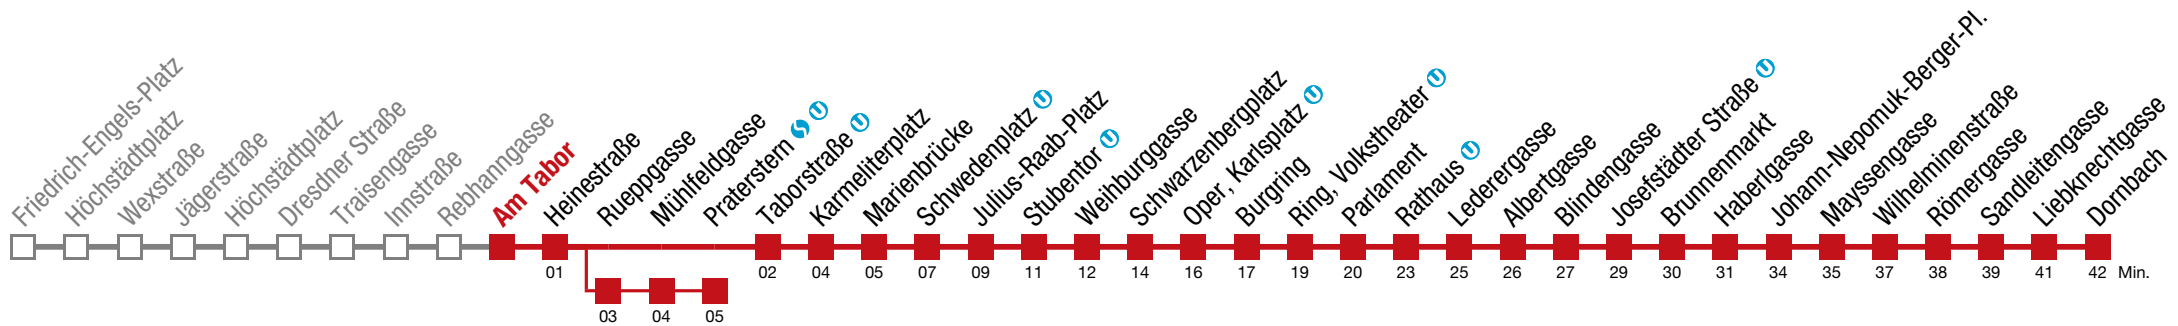 Friedrich-Engels-Platz
Höchstädtplatz
Wexstraße
Jägerstraße
Höchstädtplatz
Dresdner Straße
Traisengasse
Innstraße
Rebhanngasse
Am Tabor
Heinestraße
Rueppgasse
Mühlfeldgasse
Praterstern S U
Taborstraße U
Karmeliterplatz
Marienbrücke
Schwedenplatz U
Julius-Raab-Platz
Stubentor U
Weihburggasse
Schwarzenbergplatz
Oper, Karlsplatz U
Burgring
Ring, Volkstheater U
Parlament
Rathaus U
Lederergasse
Albertgasse
Blindengasse
Josefstädter Straße U
Brunnenmarkt
Haberlgasse
Johann-Nepomuk-Berger-Pl.
Mayssengasse
Wilhelminenstraße
Römergasse
Sandleitengasse
Liebknechtgasse
Dornbach
01 02 04 05 07 09 11 12 14 16 17 19 20 23 25 26 27 29 30 31 34 35 37 38 39 41 42 Min.
03 04 05